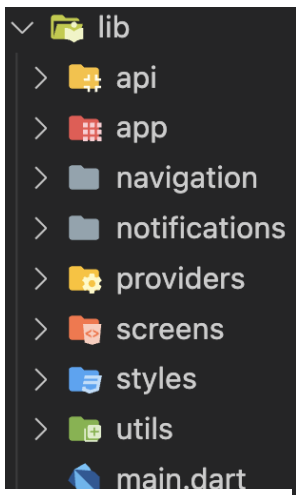 lib
api
app
navigation
notifications
providers
screens
styles
utils
main.dart